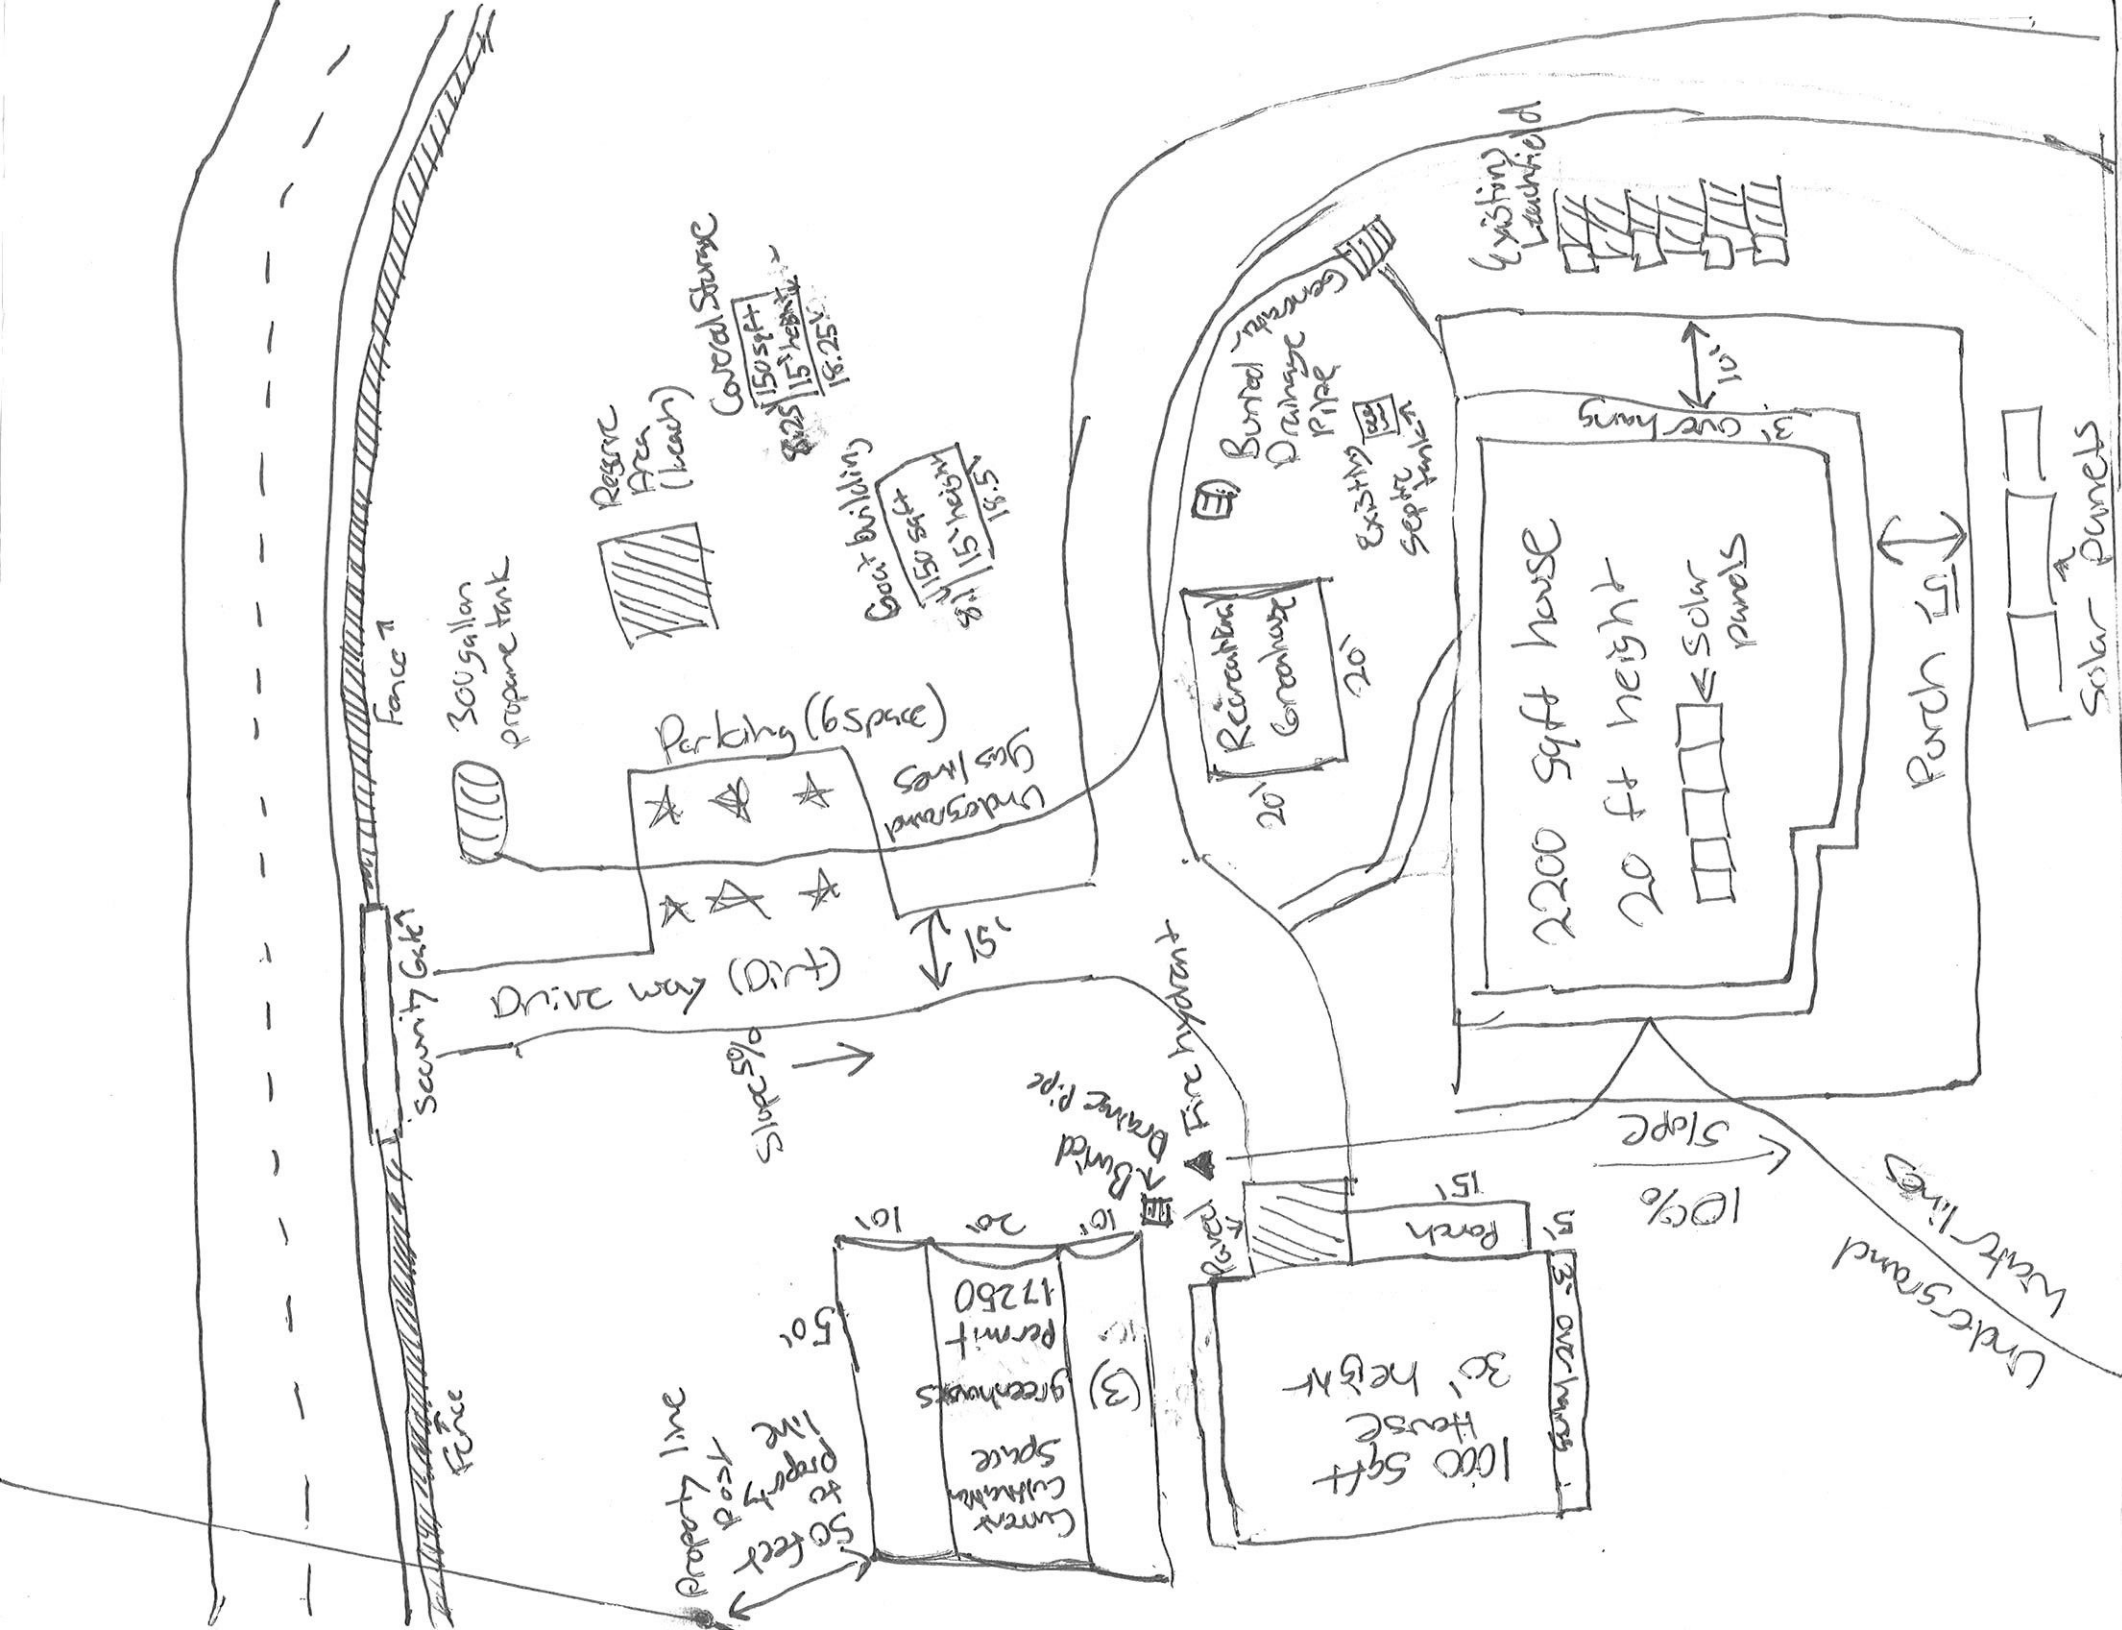 Fence
300 gallon
propane tank
Reserve
Area
(Leach)
Covered Storage
150 sqft
15' height
8.25
18.25'
Goat building
150 sqft
15' height
8.1
18.5'
Parking (6 space)
Underground
gas lines
Security Gate
Drive way (Dirt)
15'
Slope 5%
Buried
Drainage
Pipe
Generator
Existing
Leachfield
Existing
septic
tank
Recreational
Greenhouse
20'
20'
10'
3' over hang
2200 sqft house
20 ft height
Solar
panels
Porch 15'
Solar panels
Fire hydrant
Buried
Drainage Pipe
Paved
Slope
10%
Underground
Water lines
Porch
15'
5'
3' overhang
1000 Sqft
House
30' height
10'
20'
10'
50'
Current
Cultivation
Space
greenhouses
(3)
Permit
17250
Property line
Post
50 feet
to
property
line
Fence